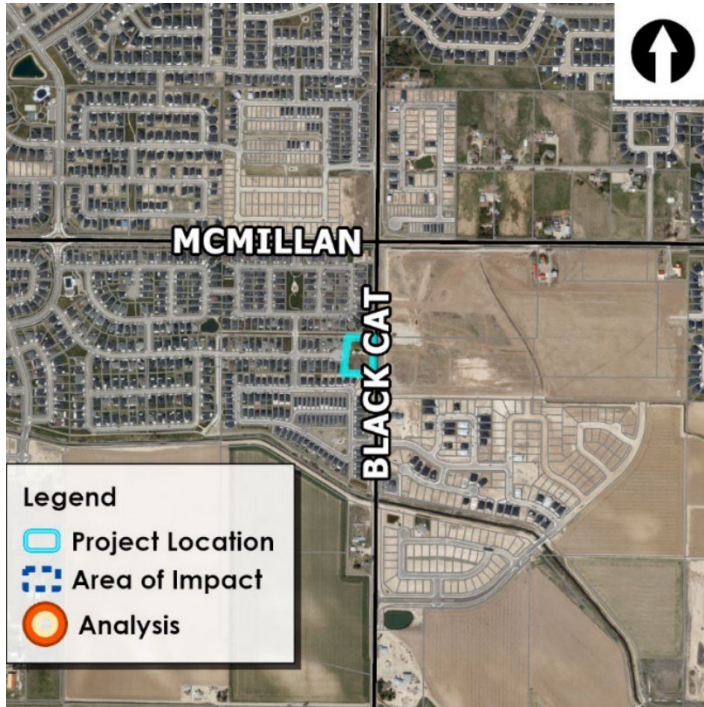 MCMILLAN
BLACK CAT
Legend
Project Location
Area of Impact
Analysis